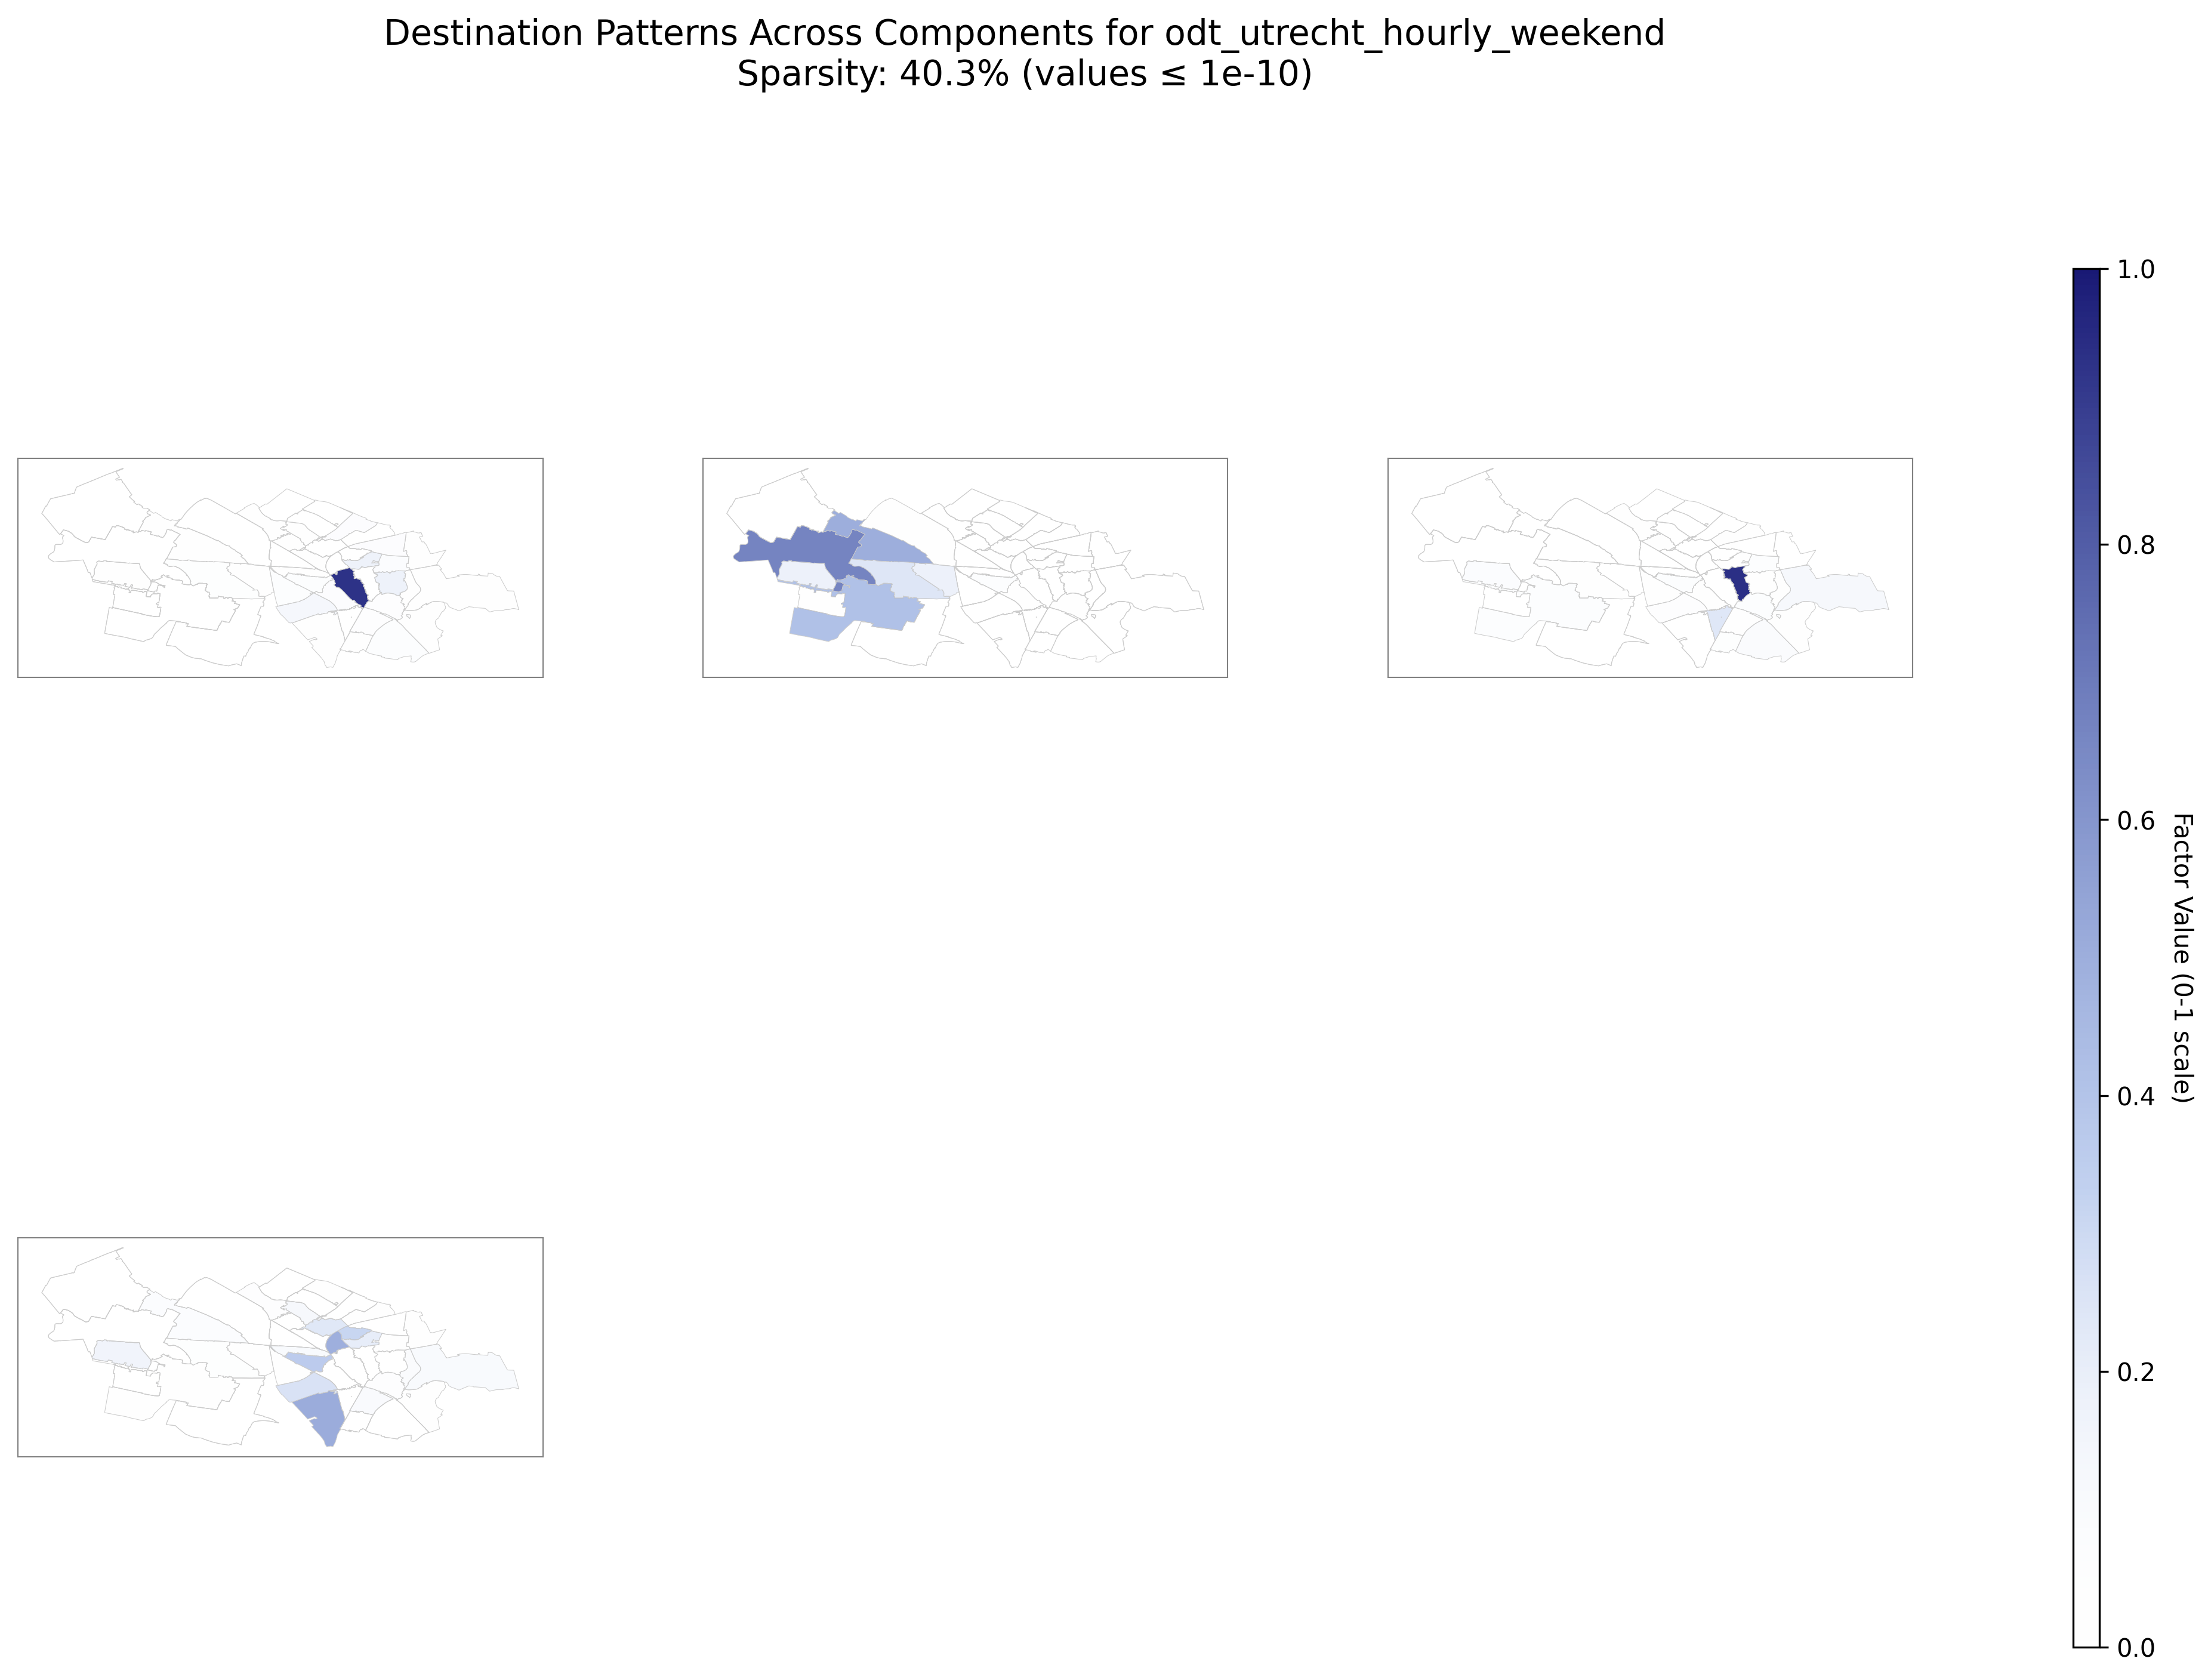 Destination Patterns Across Components for odt_utrecht_hourly_weekend
Sparsity: 40.3% (values ≤ 1e-10)
1.0
0.8
0.6
0.4
0.2
0.0
Factor Value (0-1 scale)